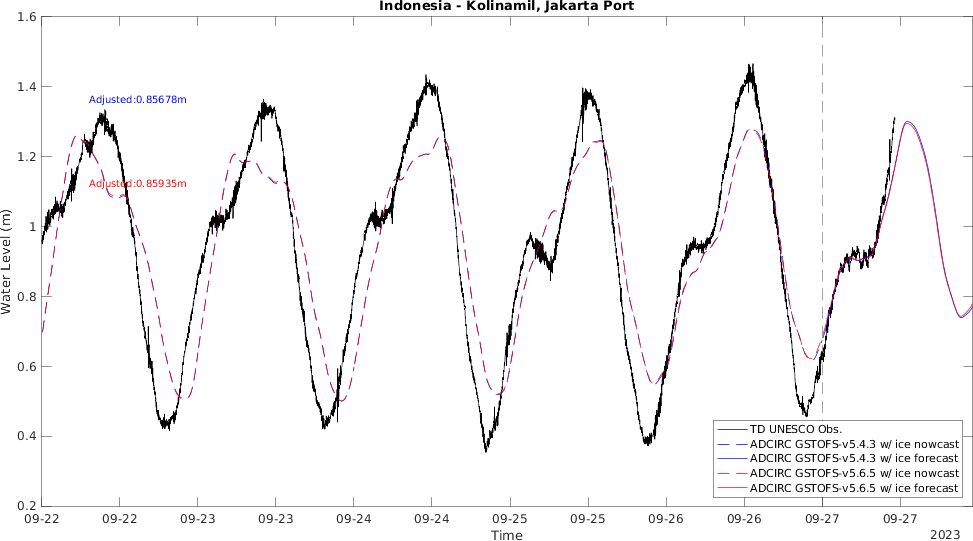 Indonesia - Kolinamil, Jakarta Port
1.6
1.4
1.2
1
0.8
0.6
0.4
0.2
Water Level (m)
Adjusted:0.85678m
Adjusted:0.85935m
TD UNESCO Obs.
ADCIRC GSTOFS-v5.4.3 w/ ice nowcast
ADCIRC GSTOFS-v5.4.3 w/ ice forecast
ADCIRC GSTOFS-v5.6.5 w/ ice nowcast
ADCIRC GSTOFS-v5.6.5 w/ ice forecast
09-22 09-22 09-23 09-23 09-24 09-24 09-25 09-25 09-26 09-26 09-27 09-27
Time
2023